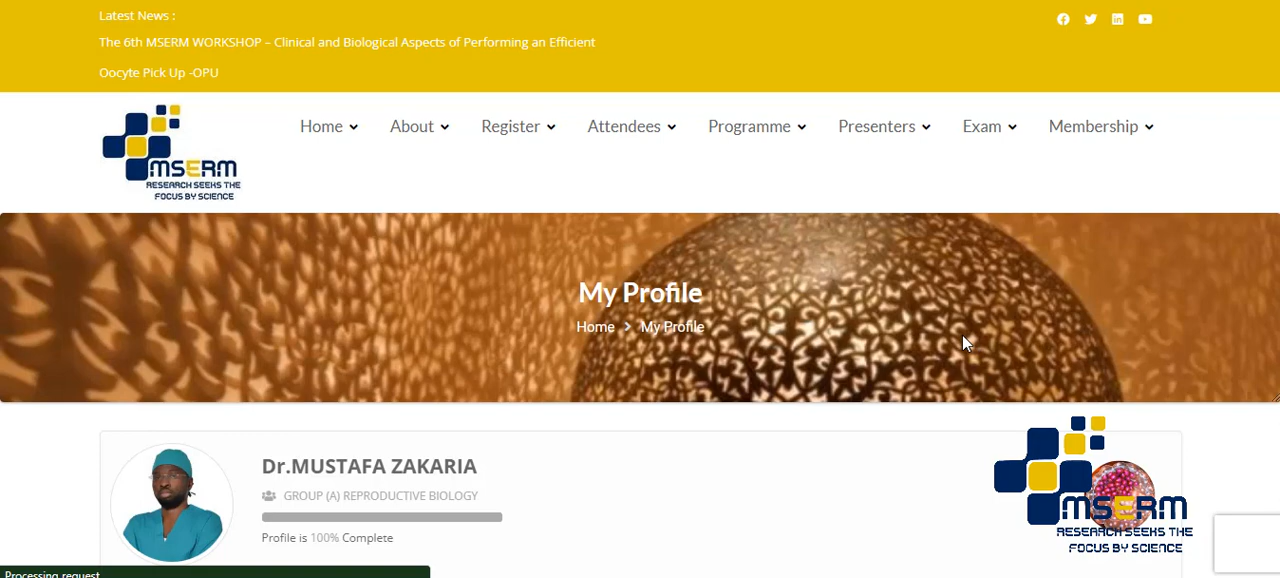 Latest News :
The 6th MSERM WORKSHOP – Clinical and Biological Aspects of Performing an Efficient
Oocyte Pick Up -OPU
Home About Register Attendees Programme Presenters Exam Membership
MSERM
RESEARCH SEEKS THE
FOCUS BY SCIENCE
My Profile
Home > My Profile
Dr.MUSTAFA ZAKARIA
GROUP (A) REPRODUCTIVE BIOLOGY
Profile is 100% Complete
MSERM
RESEARCH SEEKS THE
FOCUS BY SCIENCE
Processing request